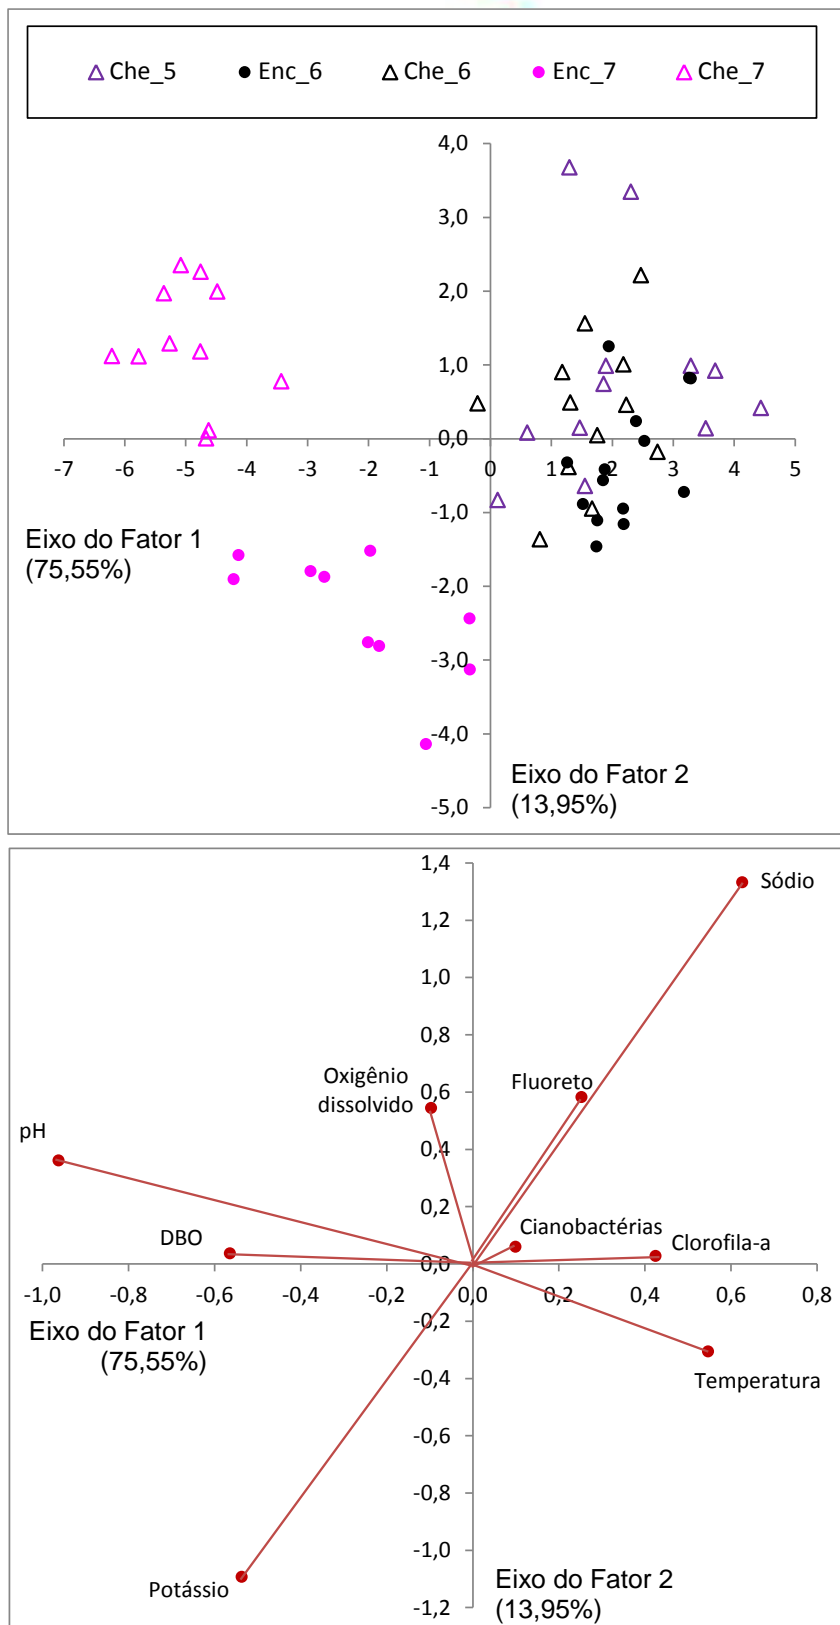 Che_5 Enc_6 Che_6 Enc_7 Che_7
4,0
3,0
2,0
1,0
0,0
-7 -6 -5 -4 -3 -2 -1 0 1 2 3 4 5
-1,0
Eixo do Fator 1
(75,55%)
-2,0
-3,0
-4,0
Eixo do Fator 2
(13,95%)
-5,0
1,4
Sódio
1,2
1,0
0,8
Oxigênio
dissolvido
Fluoreto
0,6
pH
0,4
0,2
DBO
Cianobactérias
Clorofila-a
0,0
-1,0 -0,8 -0,6 -0,4 -0,2 0,0 0,2 0,4 0,6 0,8
-0,2
Eixo do Fator 1
(75,55%)
-0,4
Temperatura
-0,6
-0,8
-1,0
Potássio
Eixo do Fator 2
(13,95%)
-1,2